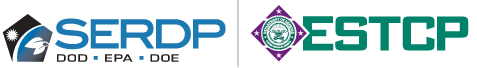 SERDP
DOD • EPA • DOE
ESTCP